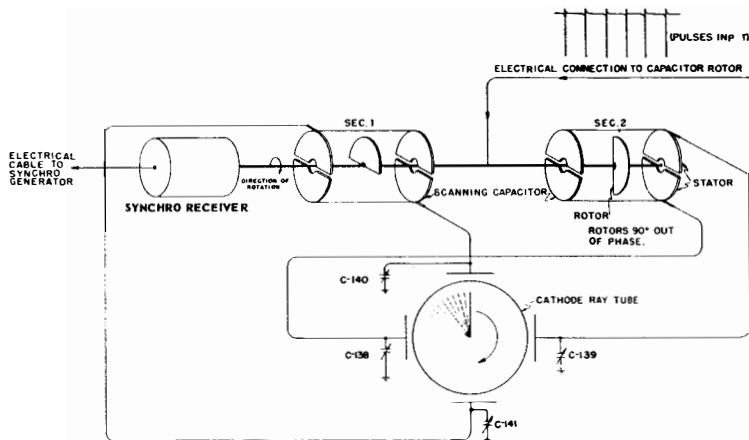 (PULSES INP T)
ELECTRICAL CONNECTION TO CAPACITOR ROTOR
SEC. 1
SEC. 2
ELECTRICAL
CABLE TO
SYNCHRO
GENERATOR
DIRECTION OF
ROTATION
SYNCHRO RECEIVER
SCANNING CAPACITOR
STATOR
ROTOR
ROTORS 90° OUT
OF PHASE.
C-140
CATHODE RAY TUBE
C-138
C-139
C-141